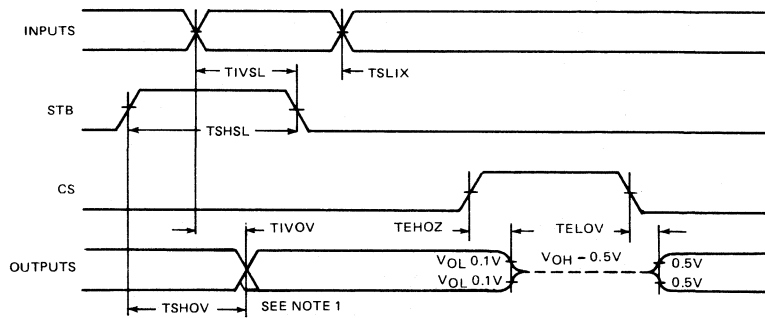 INPUTS
TIVSL
TSLIX
STB
TSHSL
CS
TIVOV
TEHOZ
TELOV
OUTPUTS
VOL 0.1V
VOH – 0.5V
0.5V
VOL 0.1V
0.5V
TSHOV
SEE NOTE 1